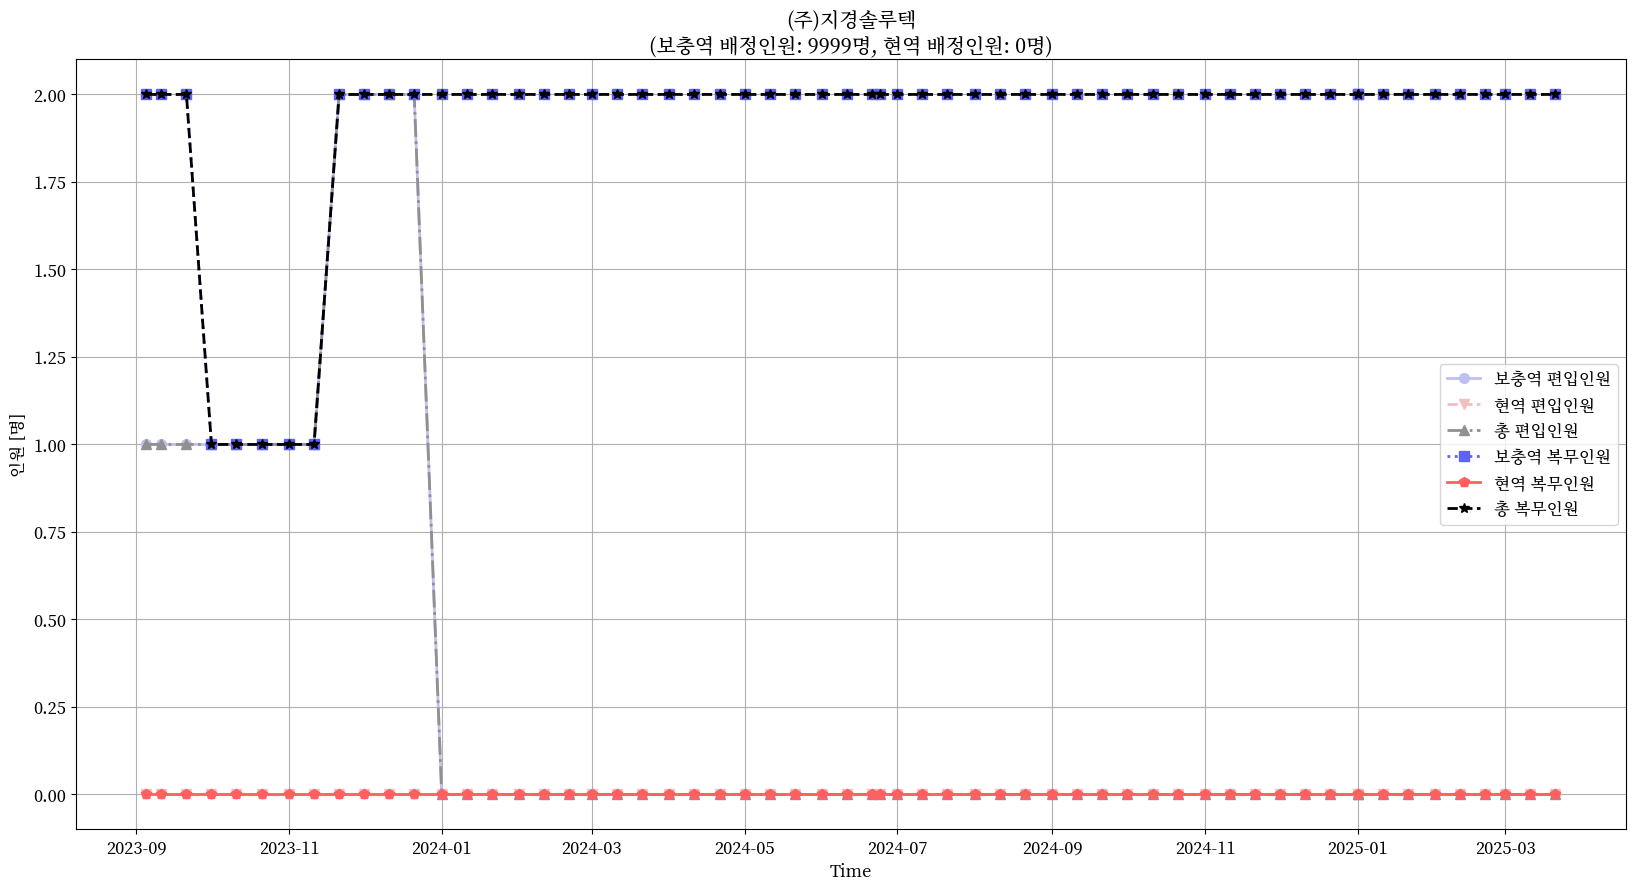 (주)지경솔루텍
(보충역 배정인원: 9999명, 현역 배정인원: 0명)
인원 [명]
2.00
1.75
1.50
1.25
1.00
0.75
0.50
0.25
0.00
보충역 편입인원
현역 편입인원
총 편입인원
보충역 복무인원
현역 복무인원
총 복무인원
2023-09 2023-11 2024-01 2024-03 2024-05 2024-07 2024-09 2024-11 2025-01 2025-03
Time